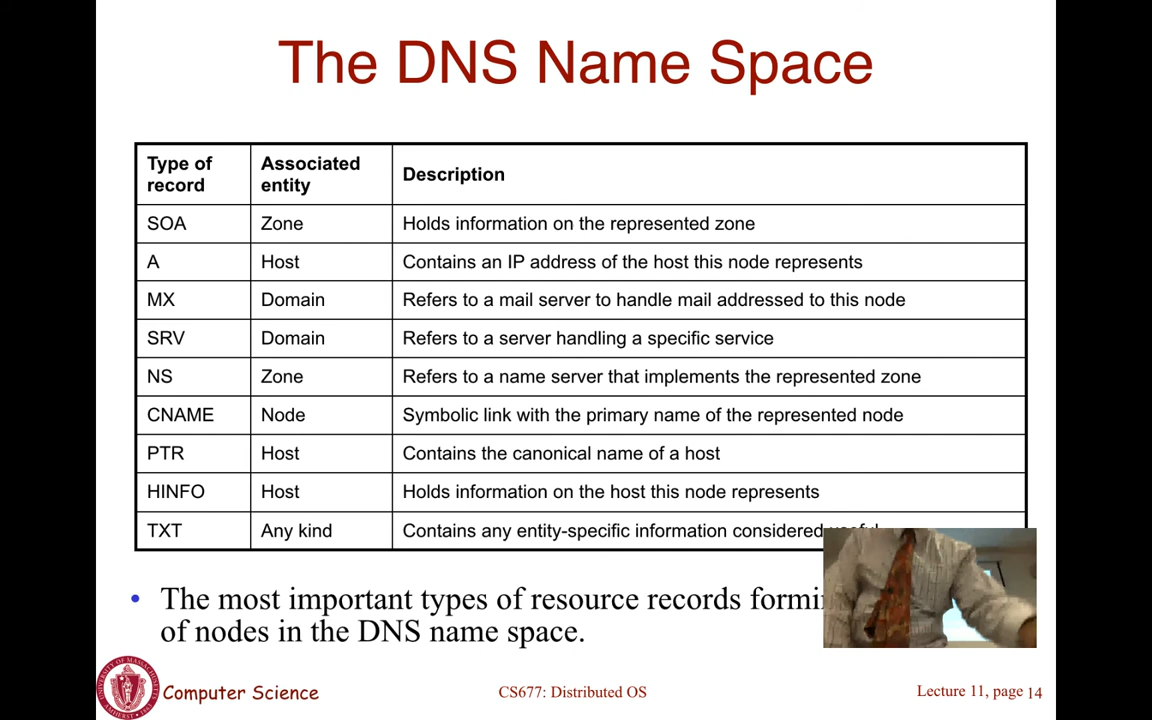 The DNS Name Space
Type of record Associated entity Description
SOA Zone Holds information on the represented zone
A Host Contains an IP address of the host this node represents
MX Domain Refers to a mail server to handle mail addressed to this node
SRV Domain Refers to a server handling a specific service
NS Zone Refers to a name server that implements the represented zone
CNAME Node Symbolic link with the primary name of the represented node
PTR Host Contains the canonical name of a host
HINFO Host Holds information on the host this node represents
TXT Any kind Contains any entity-specific information considered useful
• The most important types of resource records
of nodes in the DNS name space.
Computer Science CS677: Distributed OS Lecture 11, page 14